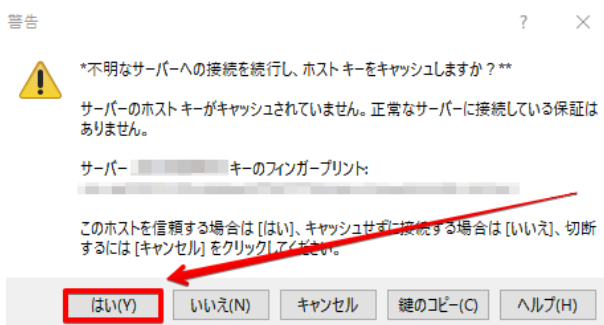 警告
*不明なサーバーへの接続を続行し、ホスト キーをキャッシュしますか？**
サーバーのホスト キーがキャッシュされていません。正常なサーバーに接続している保証は
ありません。
サーバー キーのフィンガープリント:
このホストを信頼する場合は [はい]、キャッシュせずに接続する場合は [いいえ]、切断
するには [キャンセル] をクリックしてください。
はい(Y) いいえ(N) キャンセル 鍵のコピー(C) ヘルプ(H)